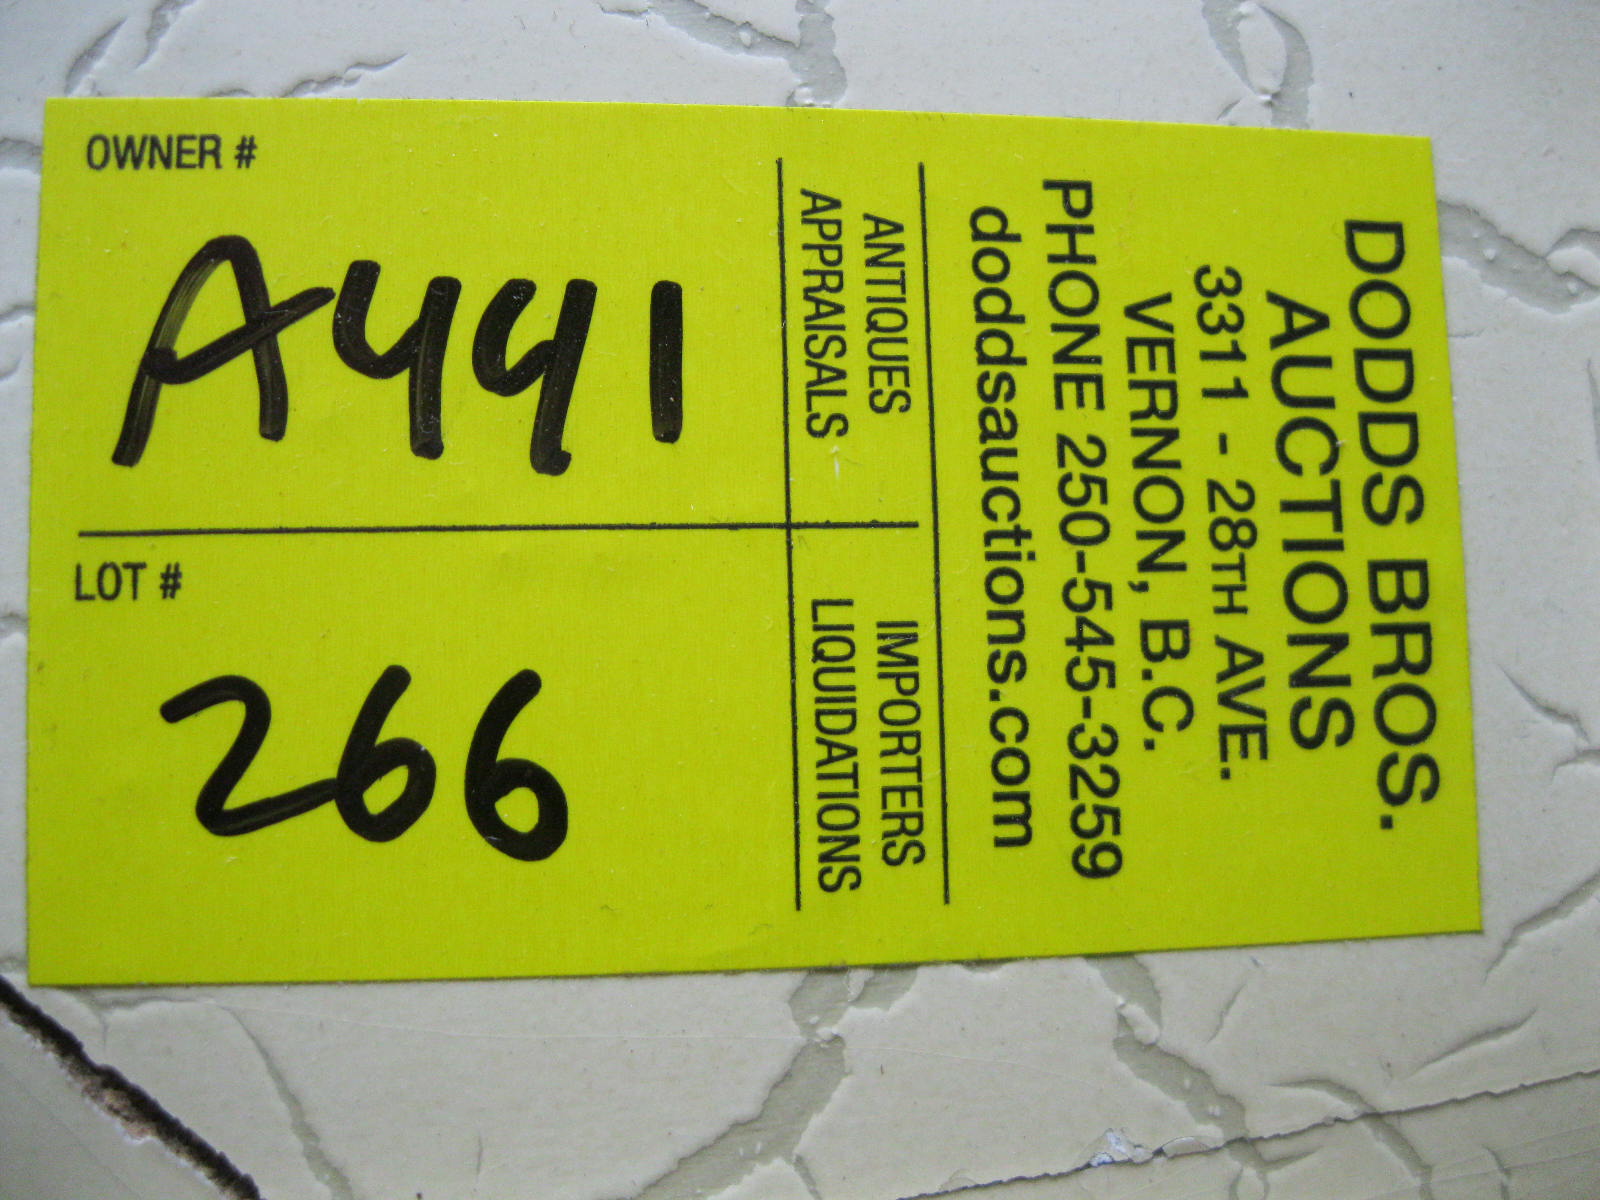 DODDS BROS.
AUCTIONS
3311 - 28TH AVE.
VERNON, B.C.
PHONE 250-545-3259
doddsauctions.com
ANTIQUES
APPRAISALS
IMPORTERS
LIQUIDATIONS
OWNER #
A441
LOT #
266